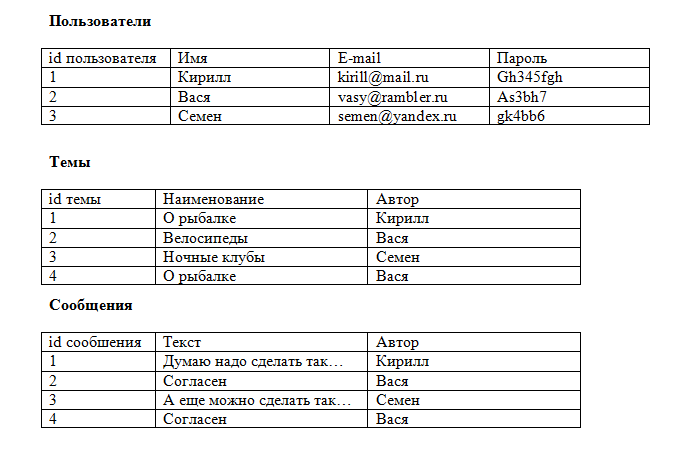 Пользователи
id пользователя Имя E-mail Пароль
1 Кирилл kirill@mail.ru Gh345fgh
2 Вася vasy@rambler.ru As3bh7
3 Семен semen@yandex.ru gk4bb6
Темы
id темы Наименование Автор
1 О рыбалке Кирилл
2 Велосипеды Вася
3 Ночные клубы Семен
4 О рыбалке Вася
Сообщения
id сообшения Текст Автор
1 Думаю надо сделать так… Кирилл
2 Согласен Вася
3 А еще можно сделать так… Семен
4 Согласен Вася